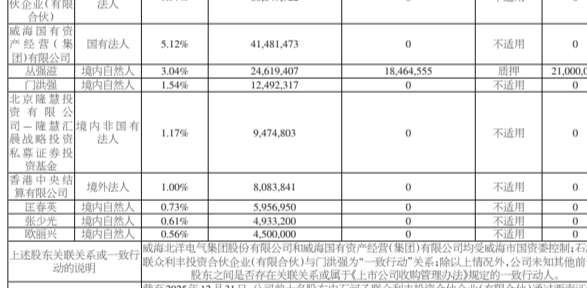 伙企业(有限 法人
合伙)
威海国有资
产经营(集 国有法人 5.12% 41,481,473 0 不适用 0
团)有限公司
丛强滋 境内自然人 3.04% 24,619,407 18,464,555 质押 21,000,0
门洪强 境内自然人 1.54% 12,492,317 0 不适用 0
北京隆慧投
资有限公
司－隆慧汇 境内非国有 1.17% 9,474,803 0 不适用 0
晨战略投资 法人
私募证券投
资基金
香港中央结 境外法人 1.00% 8,083,841 0 不适用 0
算有限公司
匡春英 境内自然人 0.73% 5,956,950 0 不适用 0
张少光 境内自然人 0.61% 4,933,200 0 不适用 0
欧丽兴 境内自然人 0.56% 4,500,000 0 不适用 0
威海北洋电气集团股份有限公司和威海国有资产经营(集团)有限公司均受威海市国资委控制;石
上述股东关联关系或一致行 联众利丰投资合伙企业(有限合伙)与门洪强为“一致行动”关系;除以上情况外,公司未知其他前
动的说明 股东之间是否存在关联关系或属于《上市公司收购管理办法》规定的一致行动人。